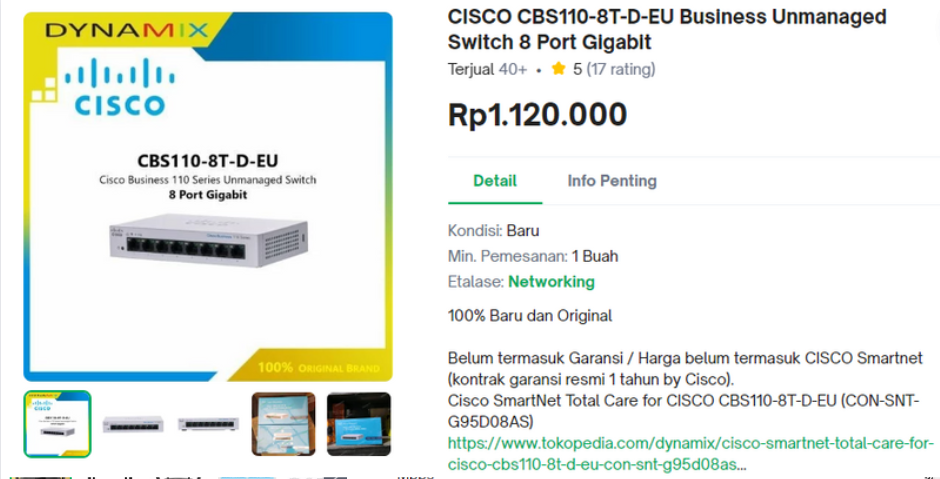 DYNAMIX
CISCO
CBS110-8T-D-EU
Cisco Business 110 Series Unmanaged Switch
8 Port Gigabit
100% ORIGINAL BRAND
CISCO CBS110-8T-D-EU Business Unmanaged
Switch 8 Port Gigabit
Terjual 40+ • 5 (17 rating)
Rp1.120.000
Detail Info Penting
Kondisi: Baru
Min. Pemesanan: 1 Buah
Etalase: Networking
100% Baru dan Original
Belum termasuk Garansi / Harga belum termasuk CISCO Smartnet
(kontrak garansi resmi 1 tahun by Cisco).
Cisco SmartNet Total Care for CISCO CBS110-8T-D-EU (CON-SNT-
G95D08AS)
https://www.tokopedia.com/dynamix/cisco-smartnet-total-care-for-
cisco-cbs110-8t-d-eu-con-snt-g95d08as...